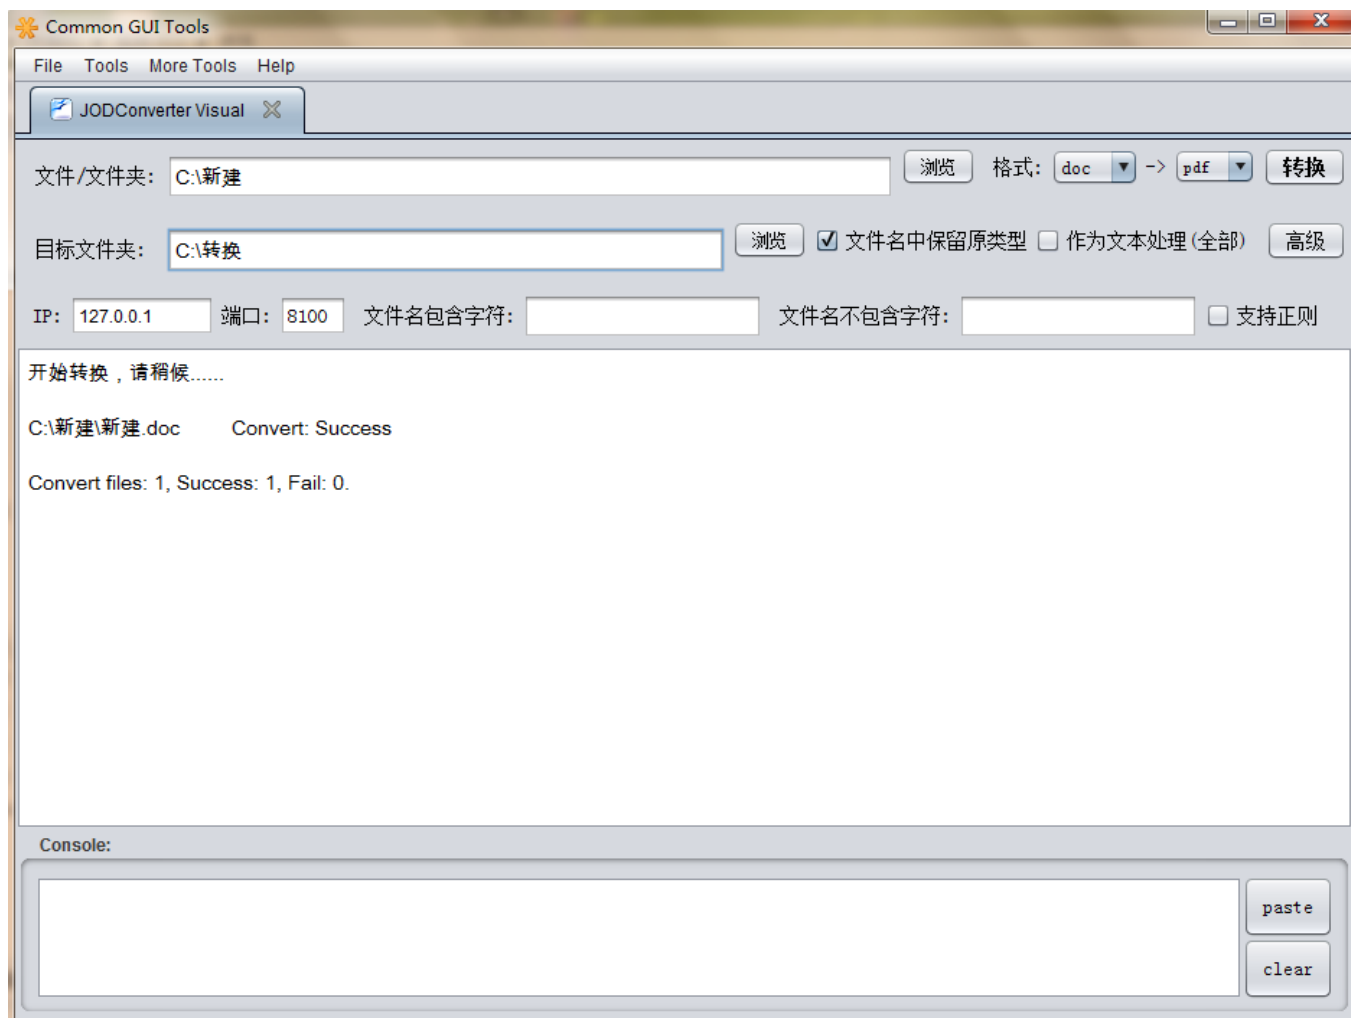 Common GUI Tools
File Tools More Tools Help
JODConverter Visual
文件/文件夹: C:\新建 浏览 格式: doc -> pdf 转换
目标文件夹: C:\转换 浏览 文件名中保留原类型 作为文本处理(全部) 高级
IP: 127.0.0.1 端口: 8100 文件名包含字符: 文件名不包含字符: 支持正则
开始转换，请稍候......
C:\新建\新建.doc Convert: Success
Convert files: 1, Success: 1, Fail: 0.
Console:
paste
clear